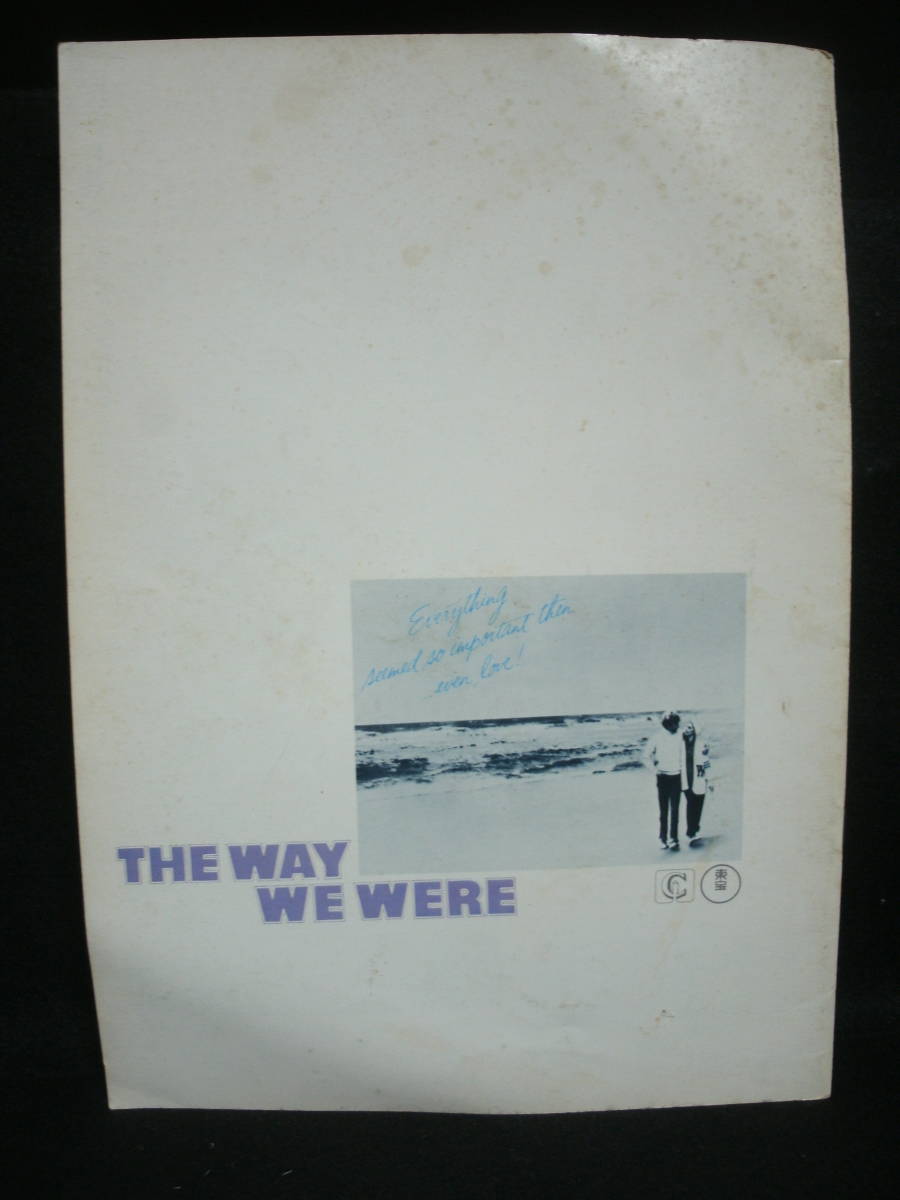 Everything
seemed so important then
even love!
THE WAY
WE WERE
C
東宝